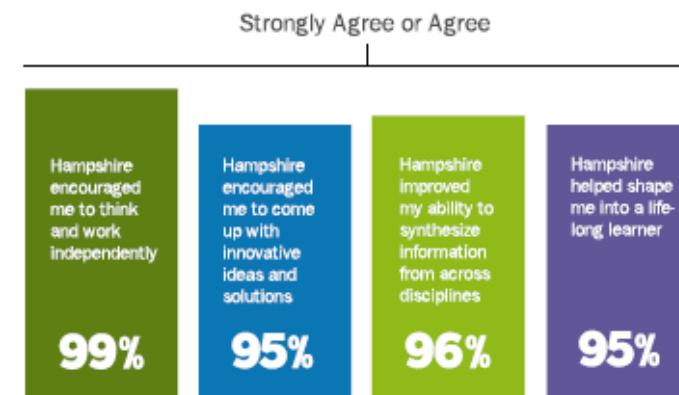 Strongly Agree or Agree
Hampshire
encouraged
me to think
and work
independently
99%
Hampshire
encouraged
me to come
up with
innovative
ideas and
solutions
95%
Hampshire
improved
my ability to
synthesize
information
from across
disciplines
96%
Hampshire
helped shape
me into a life-
long learner
95%